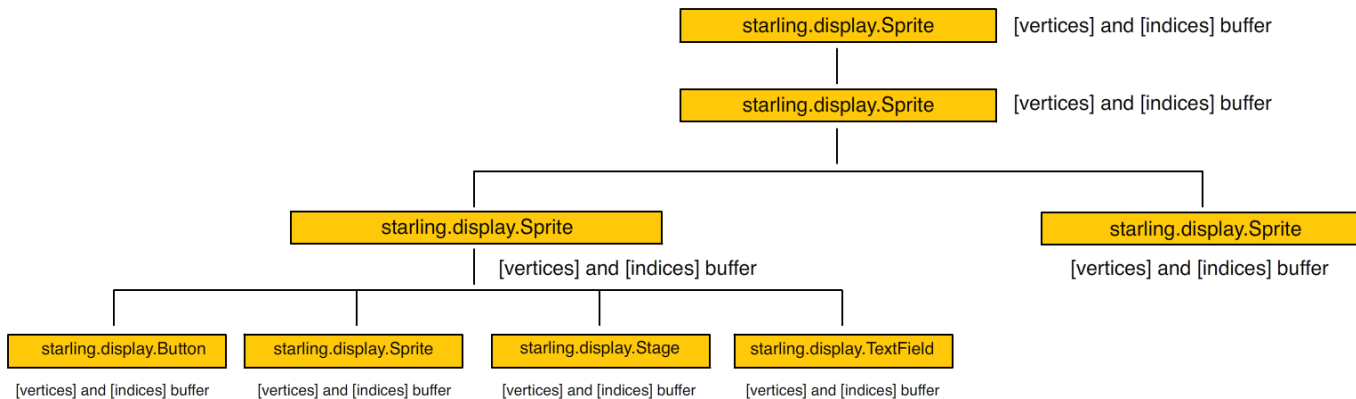 starling.display.Sprite [vertices] and [indices] buffer
starling.display.Sprite [vertices] and [indices] buffer
starling.display.Sprite
starling.display.Sprite
[vertices] and [indices] buffer
[vertices] and [indices] buffer
starling.display.Button
starling.display.Sprite
starling.display.Stage
starling.display.TextField
[vertices] and [indices] buffer
[vertices] and [indices] buffer
[vertices] and [indices] buffer
[vertices] and [indices] buffer